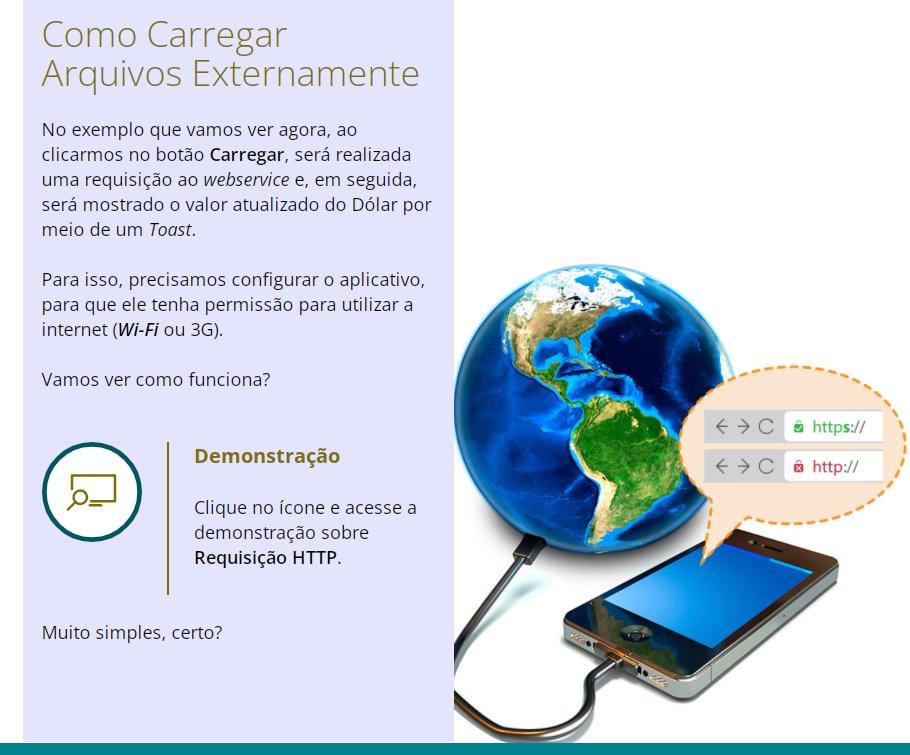 Como Carregar
Arquivos Externamente
No exemplo que vamos ver agora, ao
clicarmos no botão Carregar, será realizada
uma requisição ao webservice e, em seguida,
será mostrado o valor atualizado do Dólar por
meio de um Toast.
Para isso, precisamos configurar o aplicativo,
para que ele tenha permissão para utilizar a
internet (Wi-Fi ou 3G).
Vamos ver como funciona?
Demonstração
Clique no ícone e acesse a
demonstração sobre
Requisição HTTP.
Muito simples, certo?
https://
http://